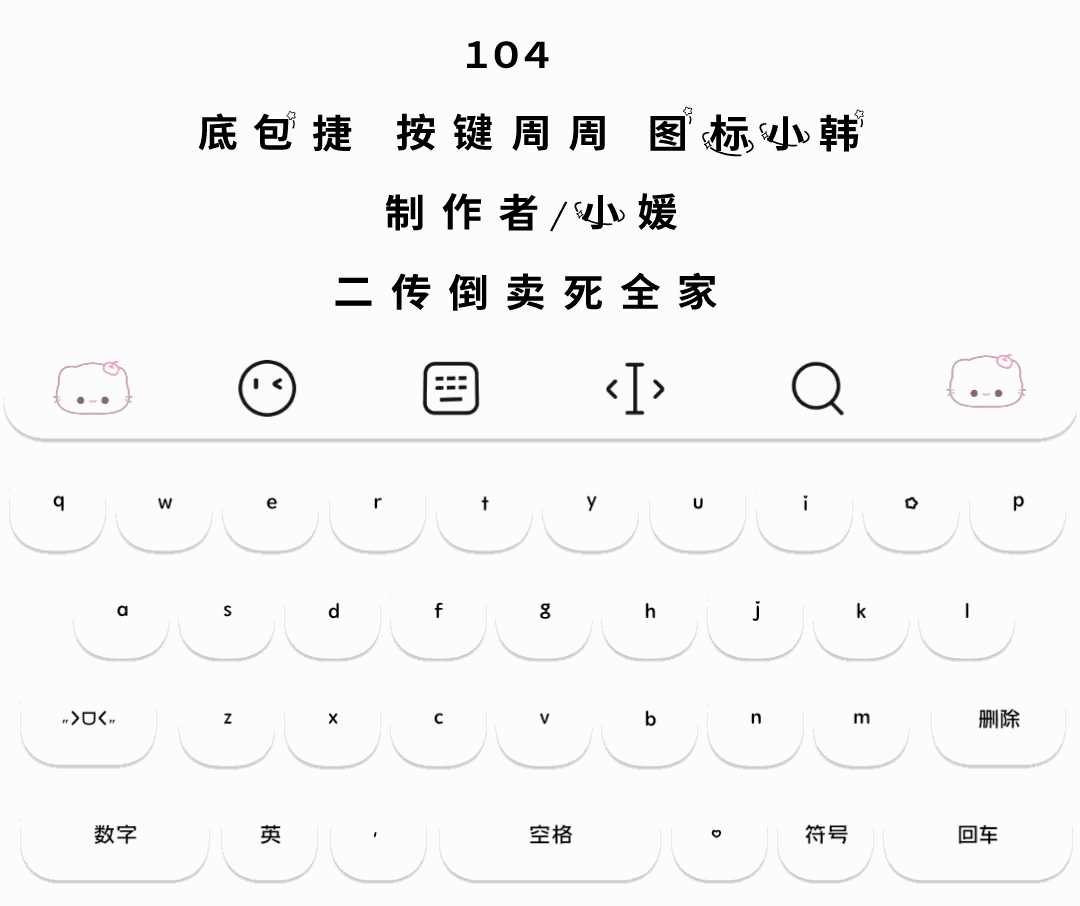 104
底包捷 按键周周 图标小韩
制作者/小媛
二传倒卖死全家
q w e r t y u i o p
a s d f g h j k l
„>ᗜ<„ z x c v b n m 删除
数字 英 ， 空格 ♡ 符号 回车